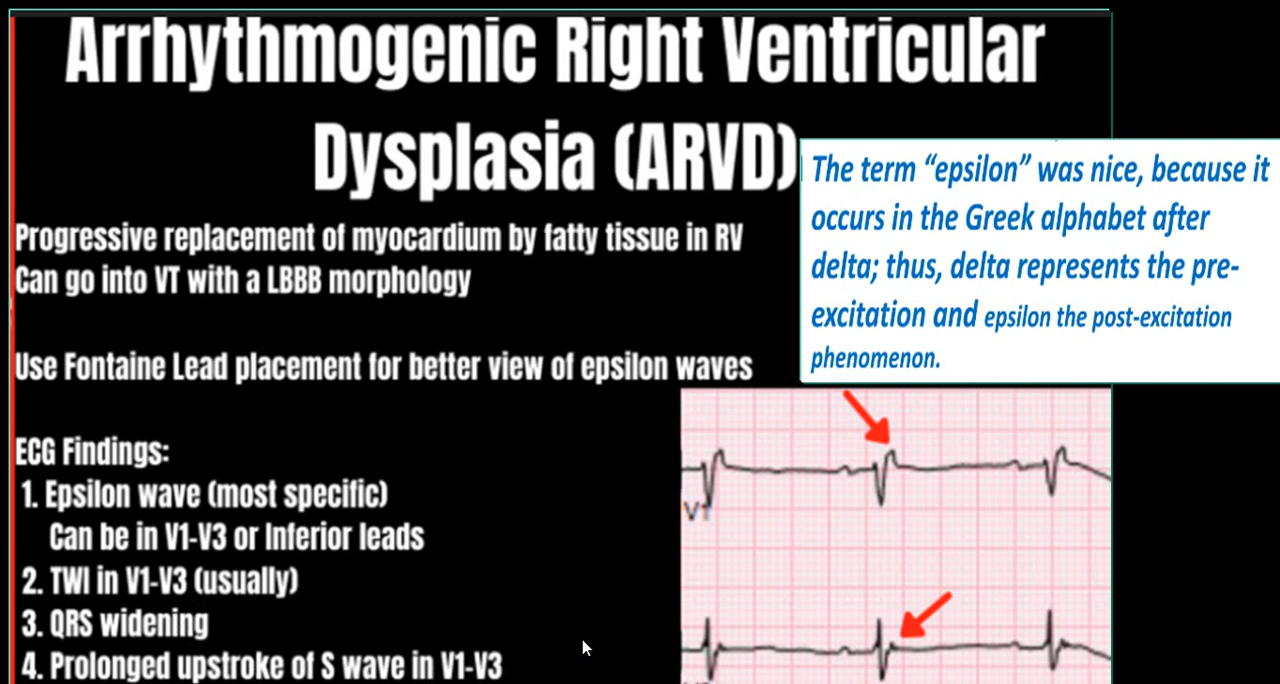 Arrhythmogenic Right Ventricular
Dysplasia (ARVD)
The term “epsilon” was nice, because it
occurs in the Greek alphabet after
delta; thus, delta represents the pre-
excitation and epsilon the post-excitation
phenomenon.
Progressive replacement of myocardium by fatty tissue in RV
Can go into VT with a LBBB morphology
Use Fontaine Lead placement for better view of epsilon waves
ECG Findings:
1. Epsilon wave (most specific)
Can be in V1-V3 or Inferior leads
2. TWI in V1-V3 (usually)
3. QRS widening
4. Prolonged upstroke of S wave in V1-V3
V1